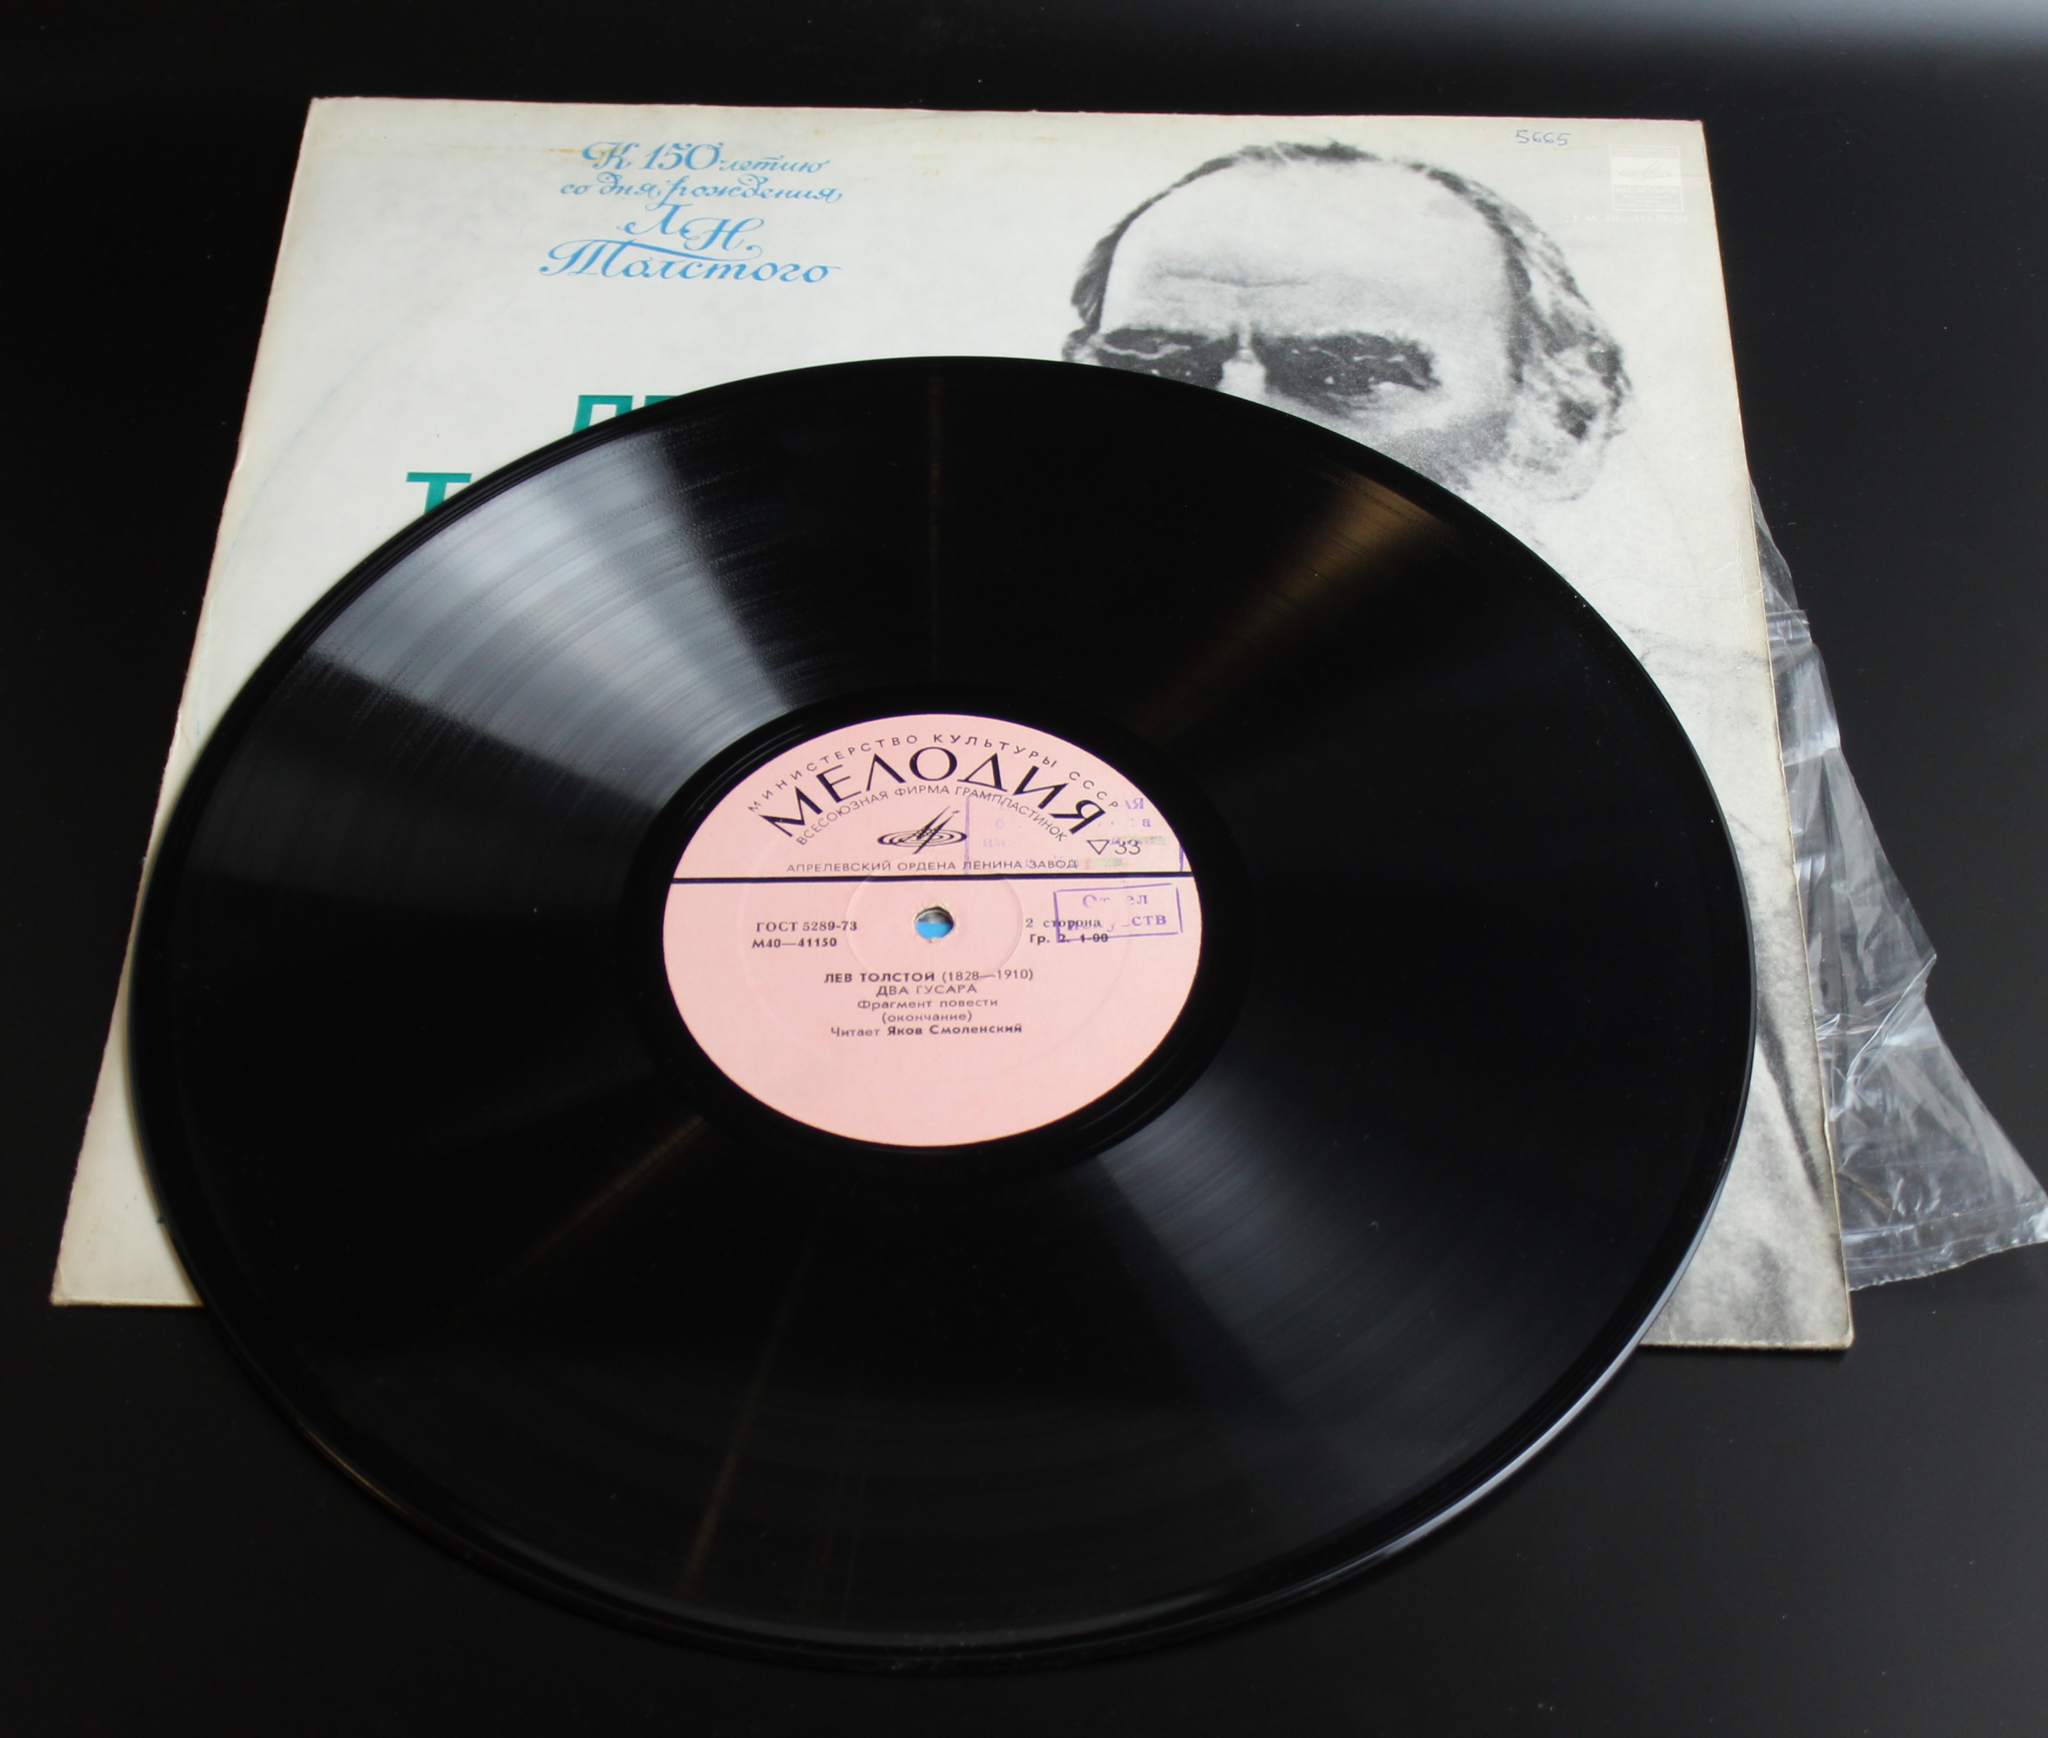 К 150-летию
со дня рождения
Л.Н.
Толстого
5665
Т
МИНИСТЕРСТВО КУЛЬТУРЫ СССР
МЕЛОДИЯ
ВСЕСОЮЗНАЯ ФИРМА ГРАМПЛАСТИНОК
33
АПРЕЛЕВСКИЙ ОРДЕНА ЛЕНИНА ЗАВОД
ГОСТ 5289-73
М40—41150
2 сторона
Гр. 2. 1-00
ЛЕВ ТОЛСТОЙ (1828—1910)
ДВА ГУСАРА
Фрагмент повести
(окончание)
Читает Яков Смоленский